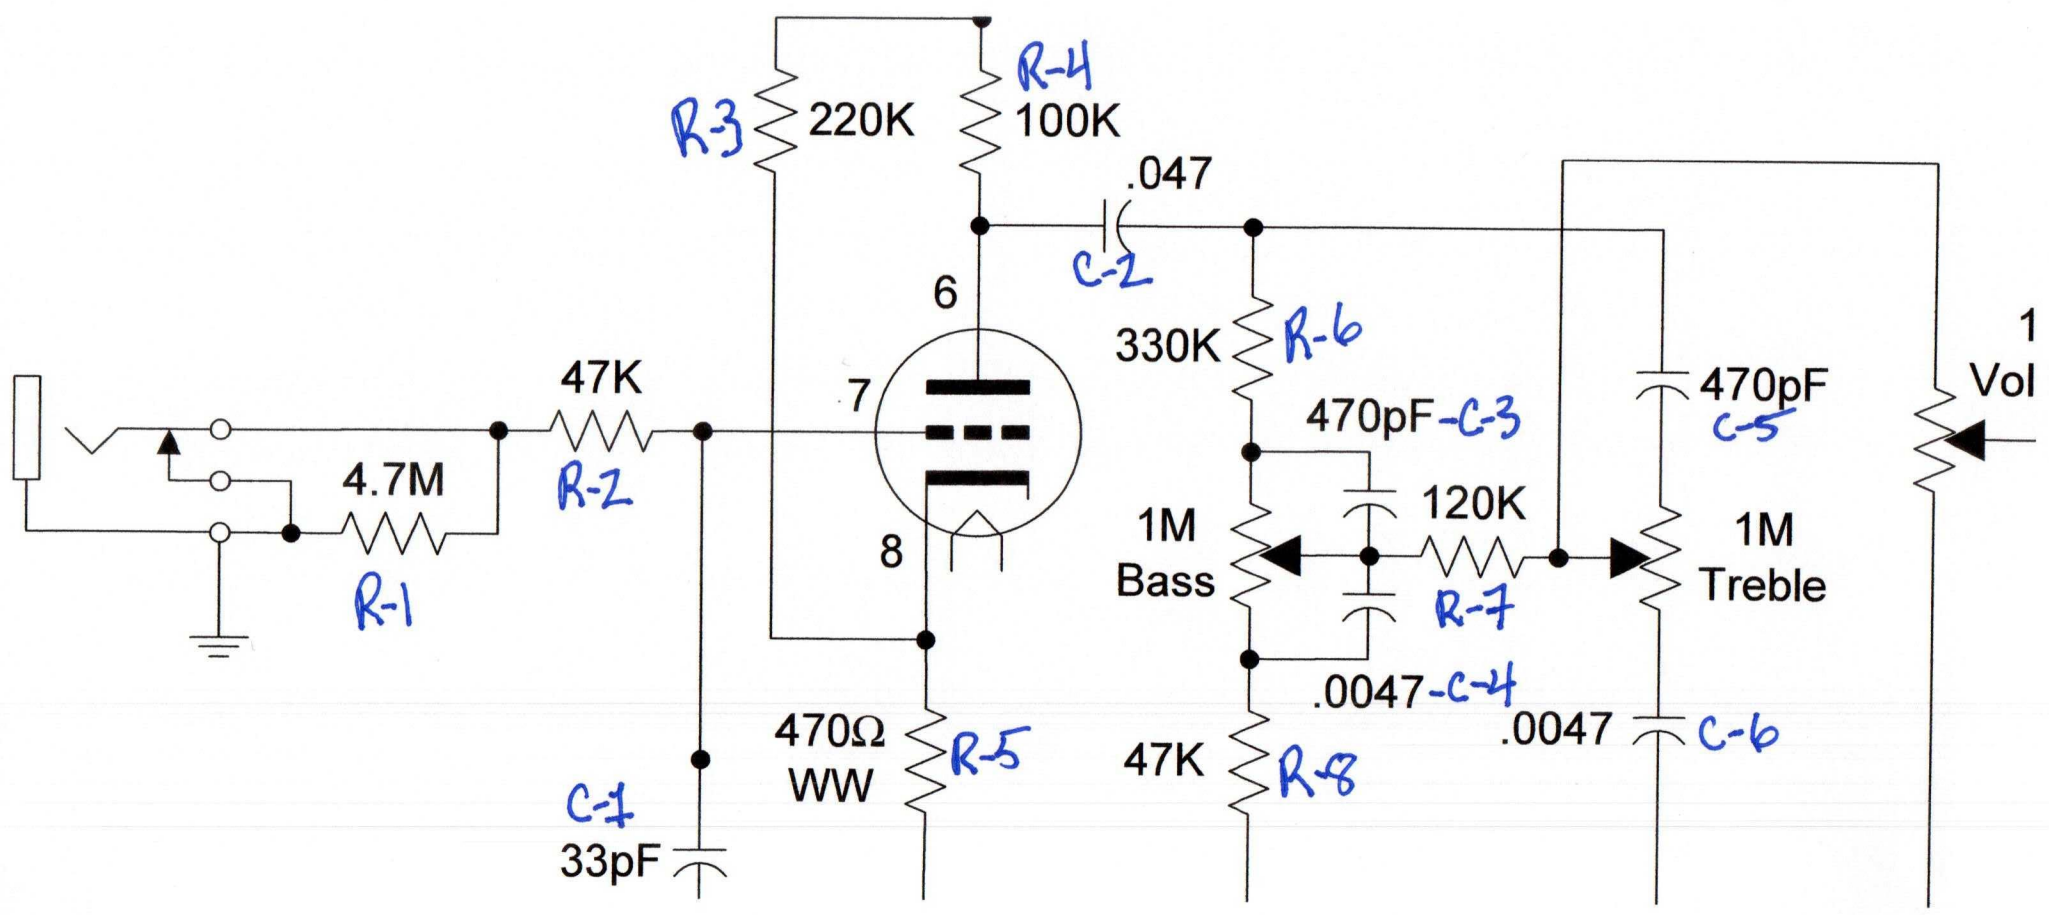 R-4
R-3
220K
100K
.047
C-2
6
330K
R-6
1
Vol
47K
7
470pF-C-3
470pF
C-5
4.7M
R-2
1M
Bass
120K
1M
Treble
8
R-1
R-7
.0047-C-4
470Ω
WW
R-5
47K
R-8
.0047
C-6
C-1
33pF